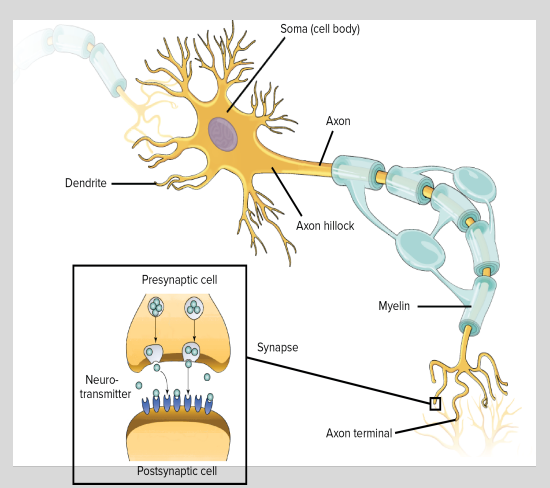 Soma (cell body)
Axon
Dendrite
Axon hillock
Presynaptic cell
Myelin
Synapse
Neuro-
transmitter
Axon terminal
Postsynaptic cell